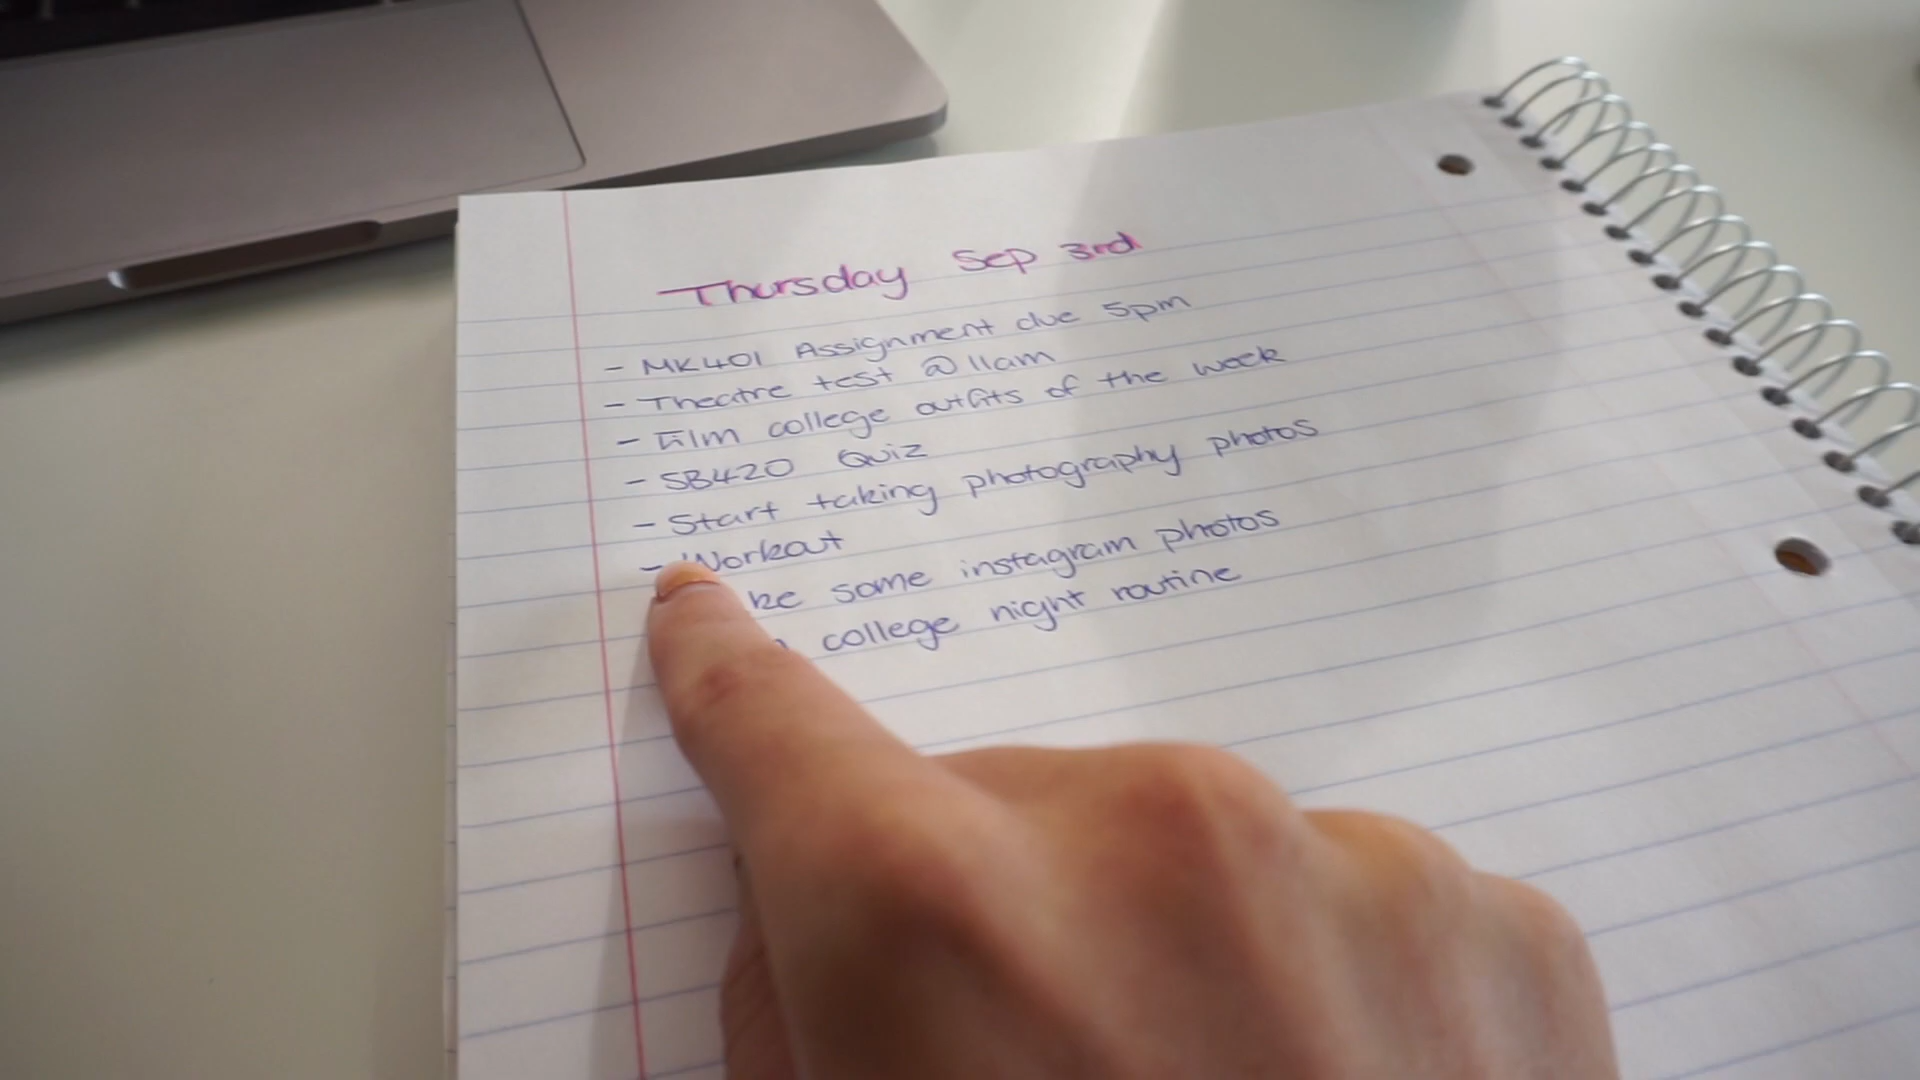 Thursday Sep 3rd
- MK401 Assignment due 5pm
- Theatre test @ 11am
- Film college outfits of the week
- SB420 Quiz
- Start taking photography photos
- Workout
ke some instagram photos
college night routine